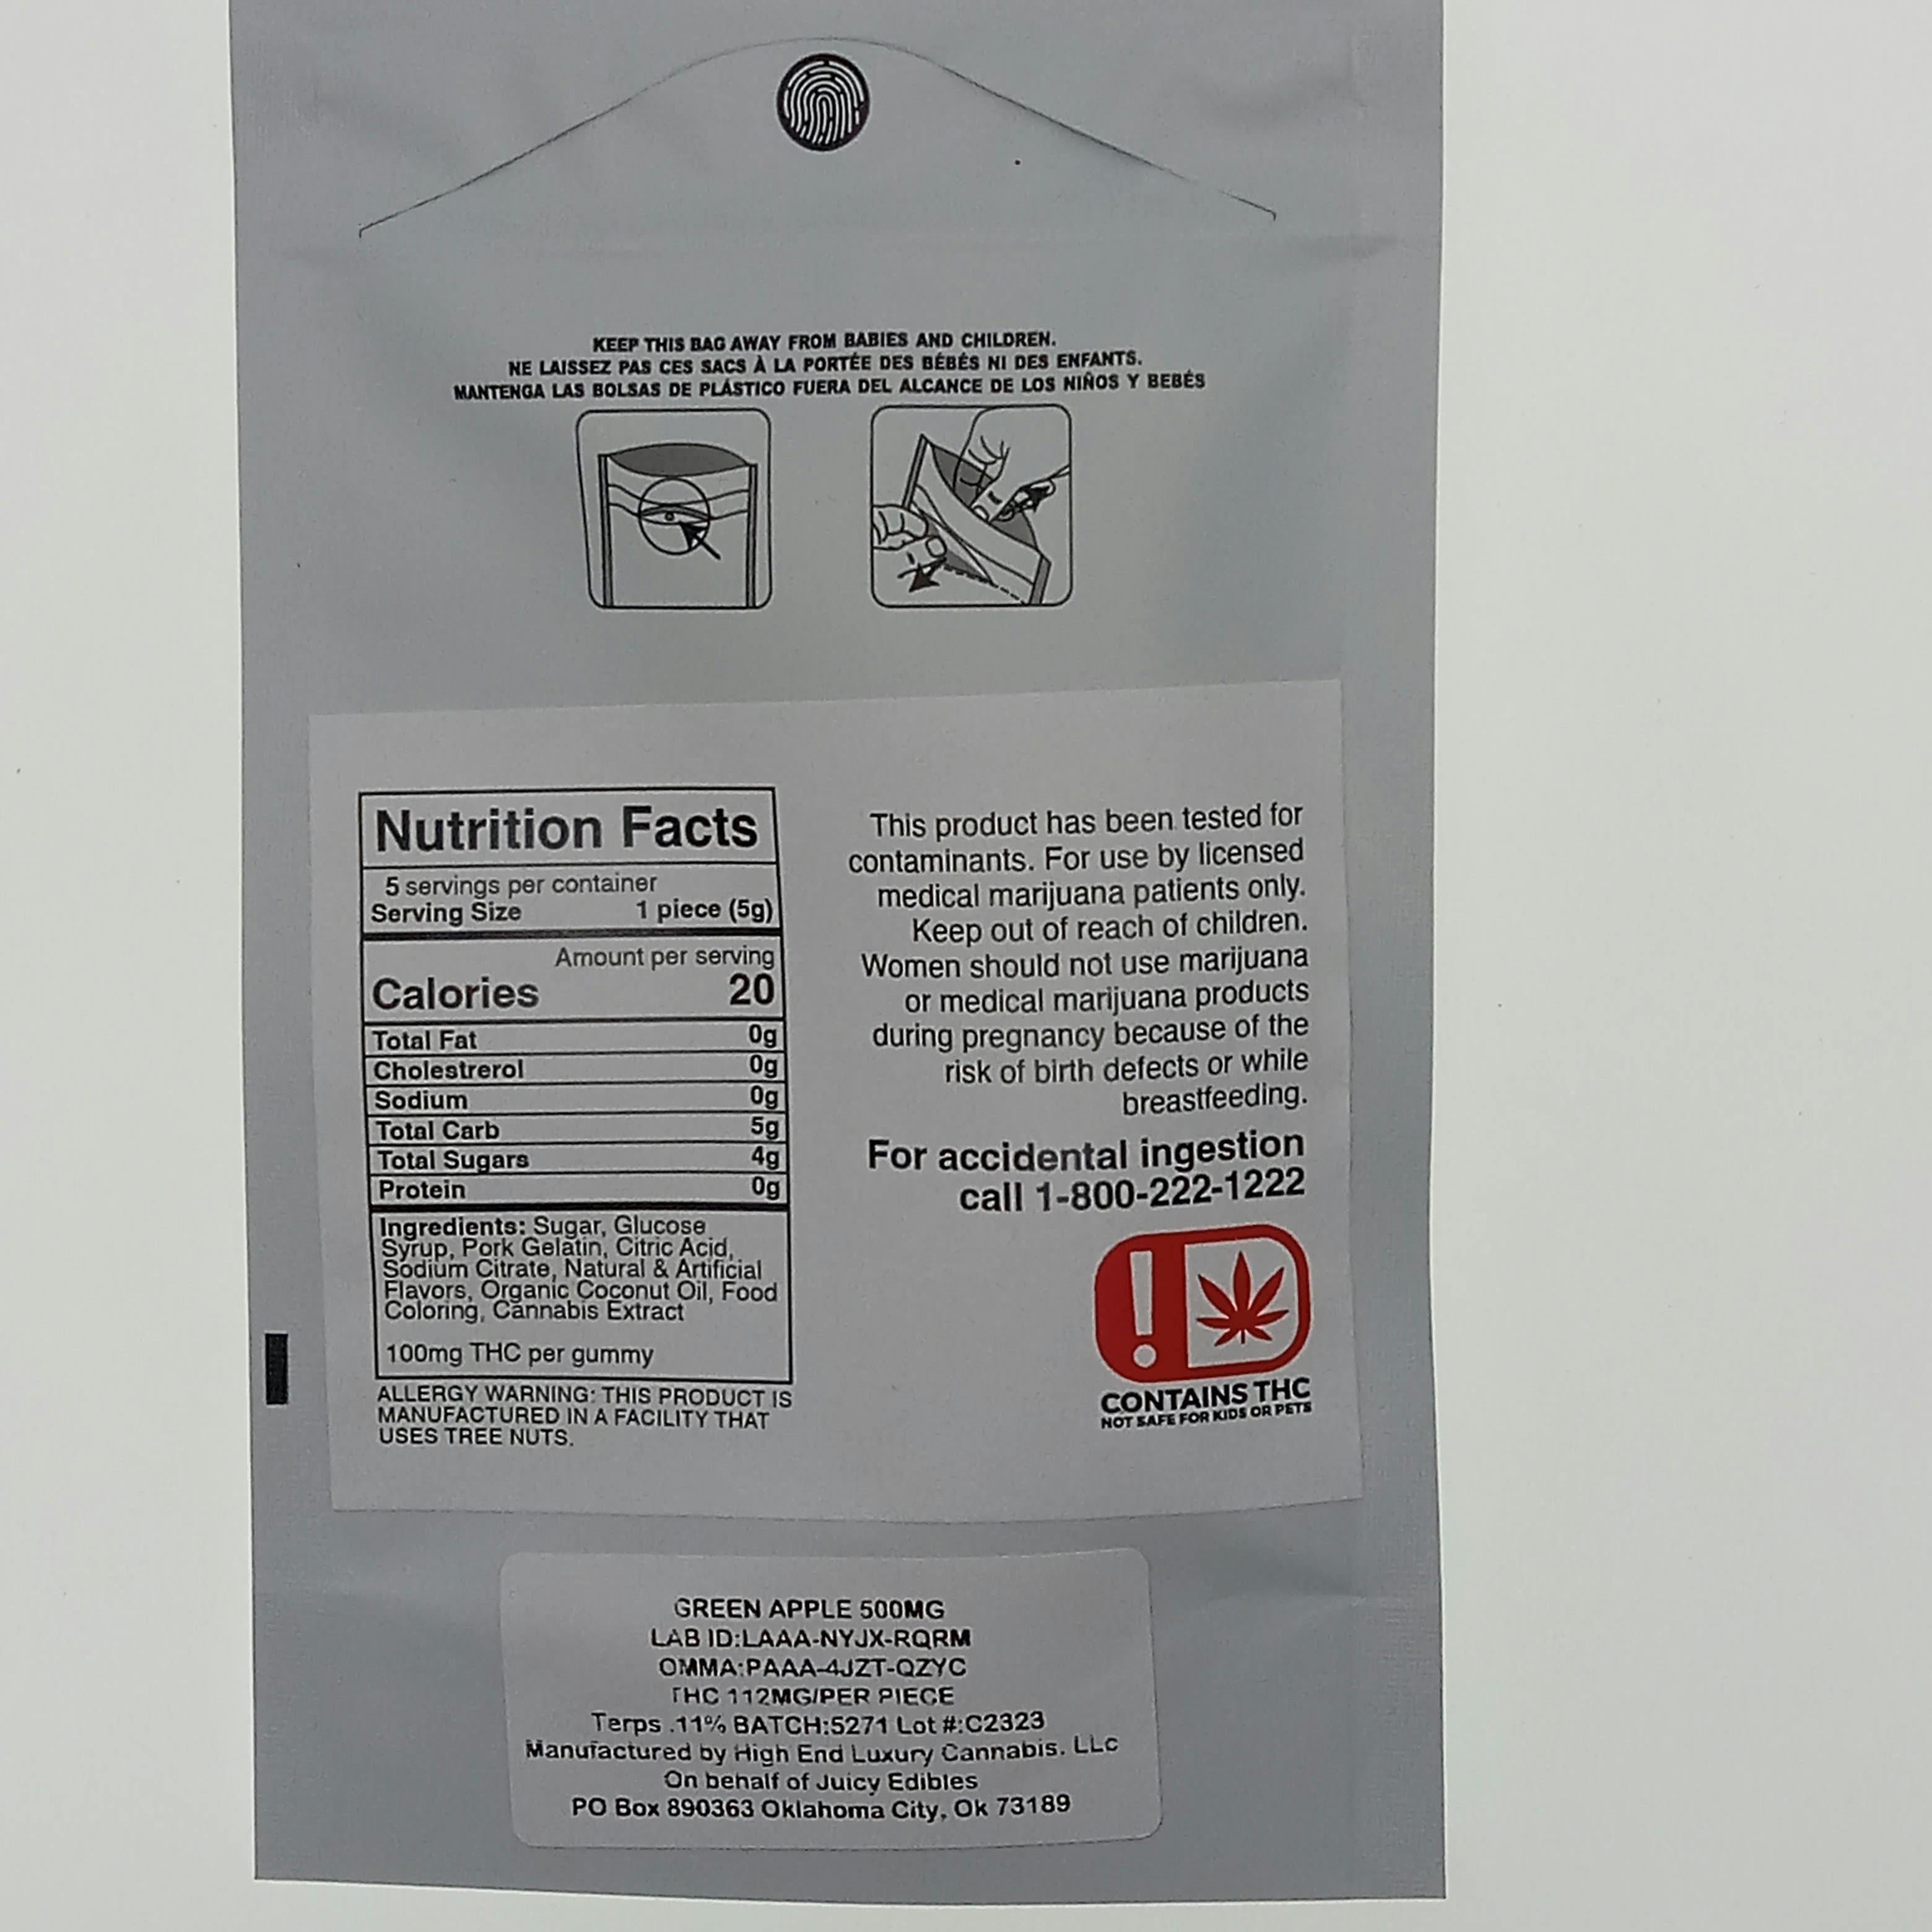 KEEP THIS BAG AWAY FROM BABIES AND CHILDREN.
NE LAISSEZ PAS CES SACS À LA PORTÉE DES BÉBÉS NI DES ENFANTS.
MANTENGA LAS BOLSAS DE PLÁSTICO FUERA DEL ALCANCE DE LOS NIÑOS Y BEBÉS
Nutrition Facts
5 servings per container
Serving Size 1 piece (5g)
Amount per serving
Calories 20
Total Fat 0g
Cholestrerol 0g
Sodium 0g
Total Carb 5g
Total Sugars 4g
Protein 0g
Ingredients: Sugar, Glucose
Syrup, Pork Gelatin, Citric Acid,
Sodium Citrate, Natural & Artificial
Flavors, Organic Coconut Oil, Food
Coloring, Cannabis Extract
100mg THC per gummy
ALLERGY WARNING: THIS PRODUCT IS
MANUFACTURED IN A FACILITY THAT
USES TREE NUTS.
This product has been tested for
contaminants. For use by licensed
medical marijuana patients only.
Keep out of reach of children.
Women should not use marijuana
or medical marijuana products
during pregnancy because of the
risk of birth defects or while
breastfeeding.
For accidental ingestion
call 1-800-222-1222
CONTAINS THC
NOT SAFE FOR KIDS OR PETS
GREEN APPLE 500MG
LAB ID:LAAA-NYJX-RQRM
OMMA:PAAA-4JZT-QZYC
THC 112MG/PER PIECE
Terps .11% BATCH:5271 Lot #:C2323
Manufactured by High End Luxury Cannabis. LLc
On behalf of Juicy Edibles
PO Box 890363 Oklahoma City, Ok 73189